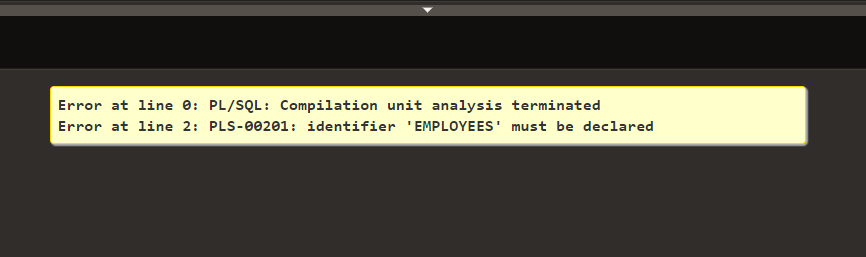 Error at line 0: PL/SQL: Compilation unit analysis terminated
Error at line 2: PLS-00201: identifier 'EMPLOYEES' must be declared